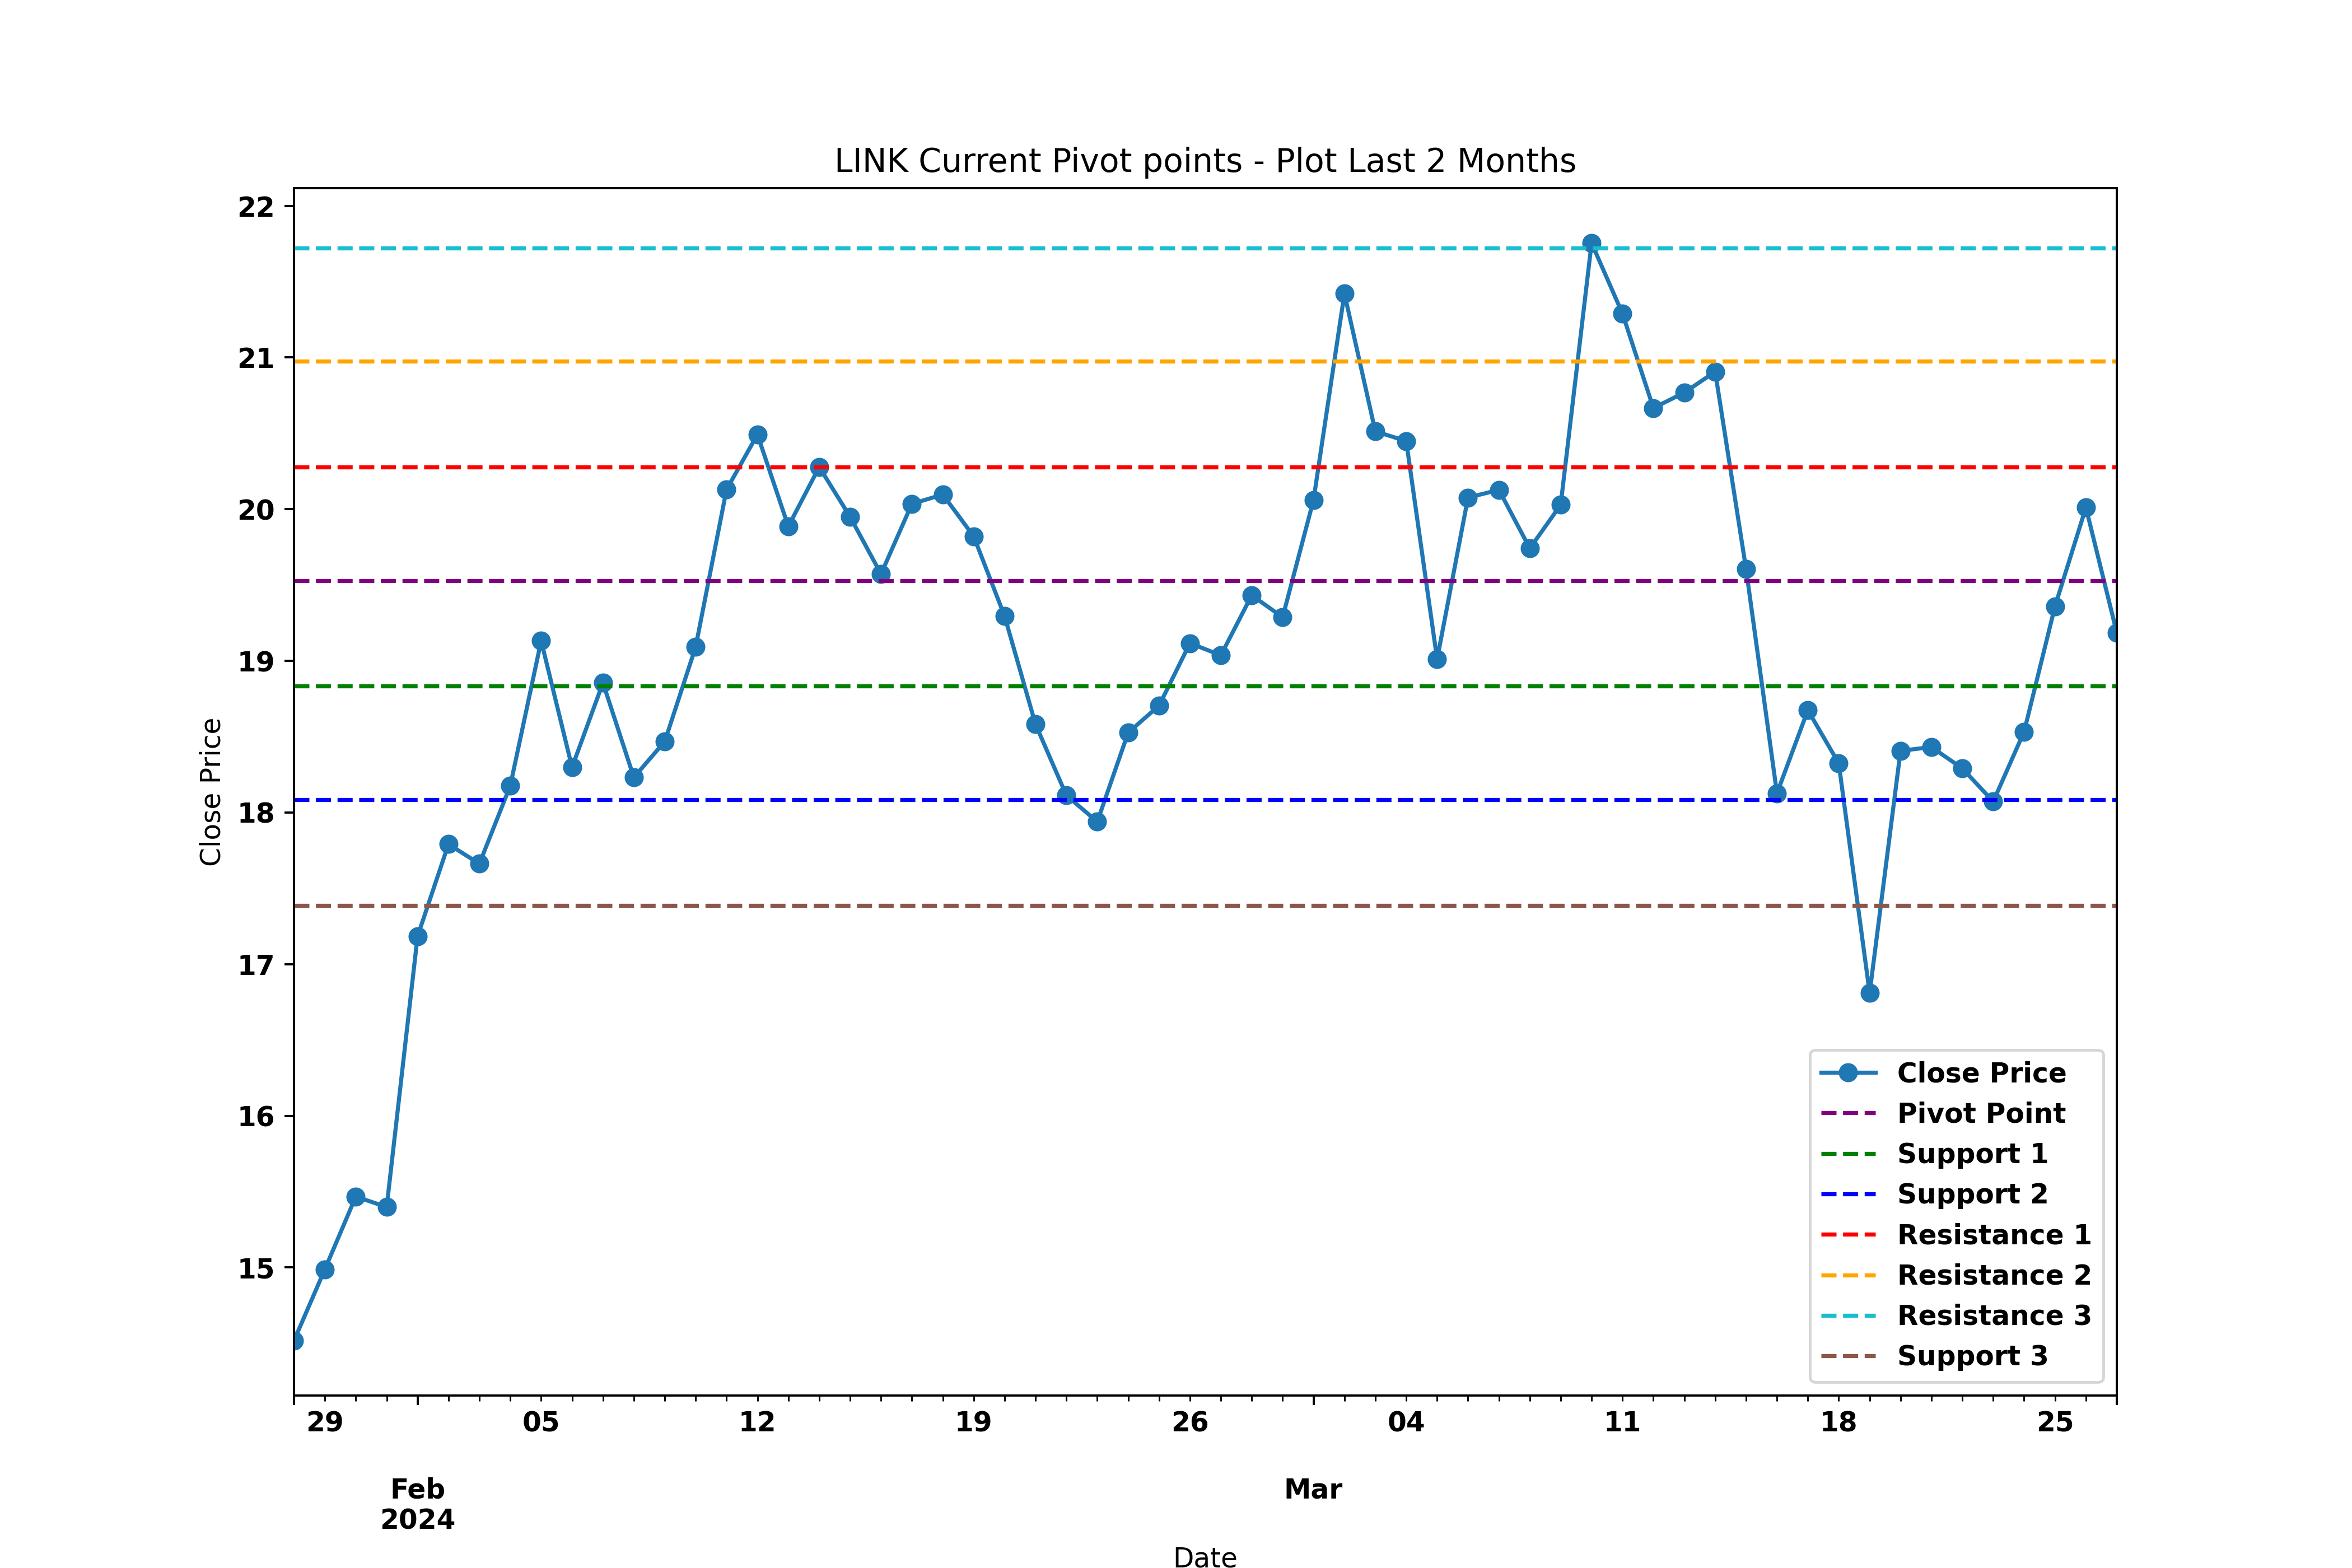 LINK Current Pivot points - Plot Last 2 Months
22
21
20
19
18
17
16
15
Close Price
Close Price
Pivot Point
Support 1
Support 2
Resistance 1
Resistance 2
Resistance 3
Support 3
29 05 12 19 26 04 11 18 25
Feb Mar
2024
Date